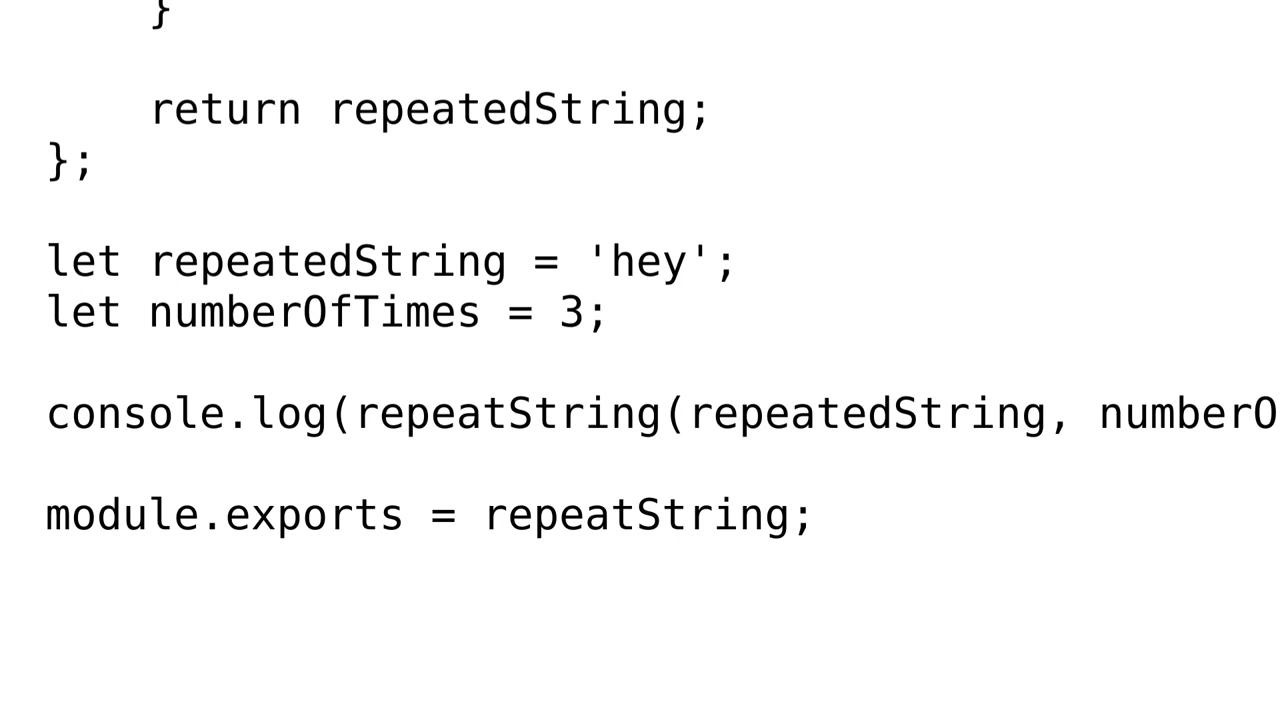 }
return repeatedString;
};
let repeatedString = 'hey';
let numberOfTimes = 3;
console.log(repeatString(repeatedString, numberO
module.exports = repeatString;